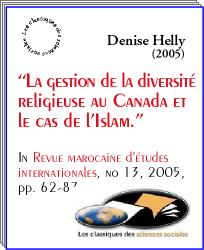 Les classiques des sciences sociales
Denise Helly
(2005)
“La gestion de la diversité
religieuse au Canada et
le cas de l’Islam.”
In Revue marocaine d’études
internationales, no 13, 2005,
pp. 62-87
Les classiques des sciences sociales